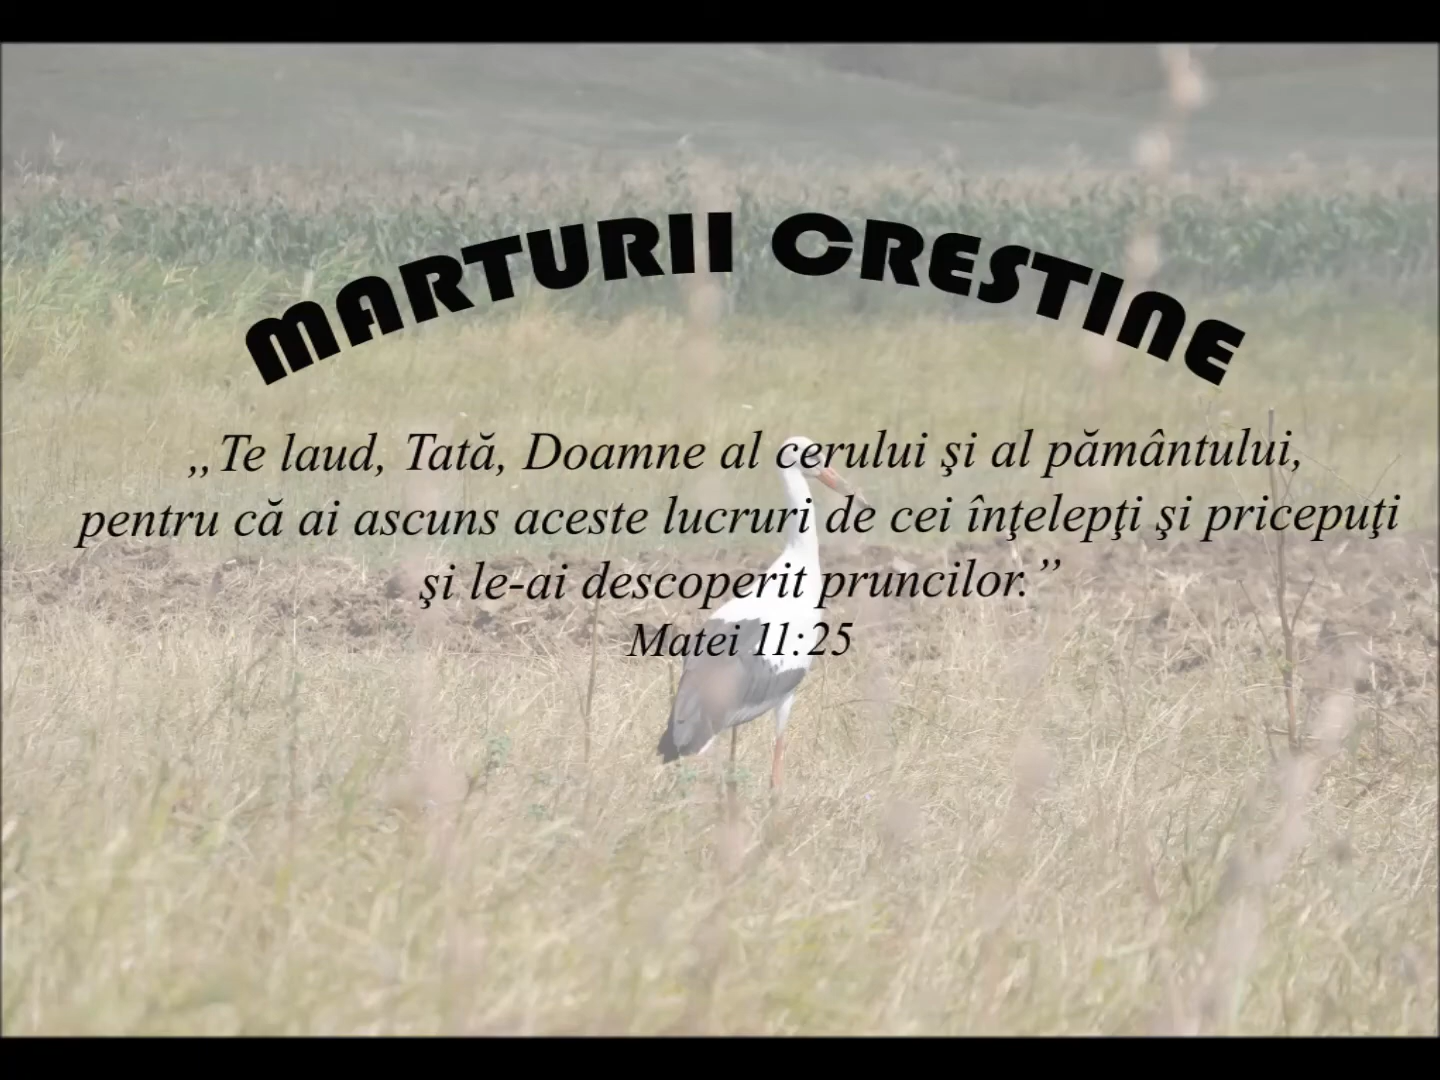 MARTURII CRESTINE
,,Te laud, Tată, Doamne al cerului şi al pământului,
pentru că ai ascuns aceste lucruri de cei înţelepţi şi pricepuţi
şi le-ai descoperit pruncilor.”
Matei 11:25